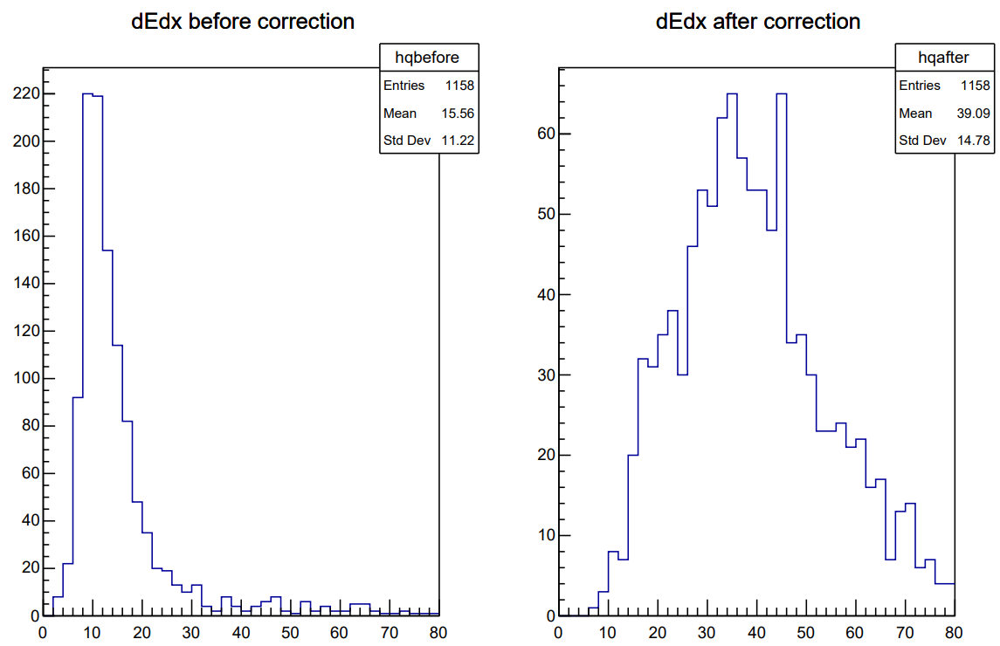 dEdx before correction
hqbefore
Entries 1158
Mean 15.56
Std Dev 11.22
220
200
180
160
140
120
100
80
60
40
20
0
0 10 20 30 40 50 60 70 80
dEdx after correction
hqafter
Entries 1158
Mean 39.09
Std Dev 14.78
60
50
40
30
20
10
0
0 10 20 30 40 50 60 70 80